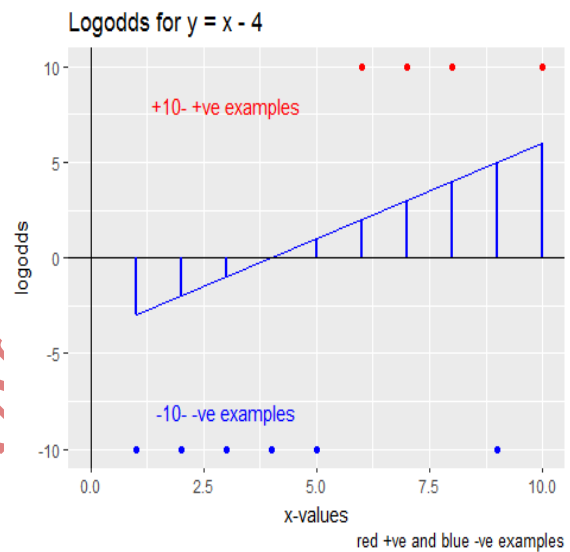 Logodds for y = x - 4
10
+10- +ve examples
5
logodds
0
-5
-10- -ve examples
-10
0.0 2.5 5.0 7.5 10.0
x-values
red +ve and blue -ve examples